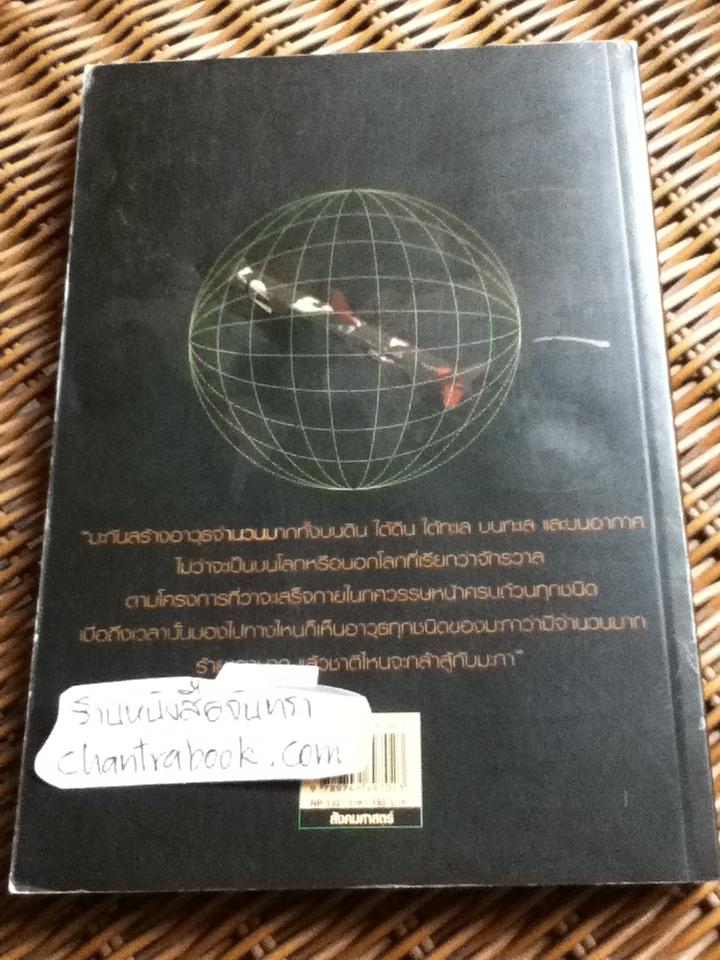 "มะกันสร้างอาวุธจำนวนมากทั้งบนดิน ใต้ดิน ใต้ทะเล บนทะเล และบนอากาศ
ไม่ว่าจะเป็นบนโลกหรือนอกโลกที่เรียกว่าจักรวาล
ตามโครงการที่ว่าจะเสร็จภายในทศวรรษหน้าครบถ้วนทุกชนิด
เมื่อถึงเวลานั้นมองไปทางไหนก็เห็นอาวุธทุกชนิดของมะกาว่ามีจำนวนมาก
แล้วชาติไหนจะกล้าสู้กับมะกา"
ร้านหนังสือจันทรา
chantrabook.com
สังคมศาสตร์